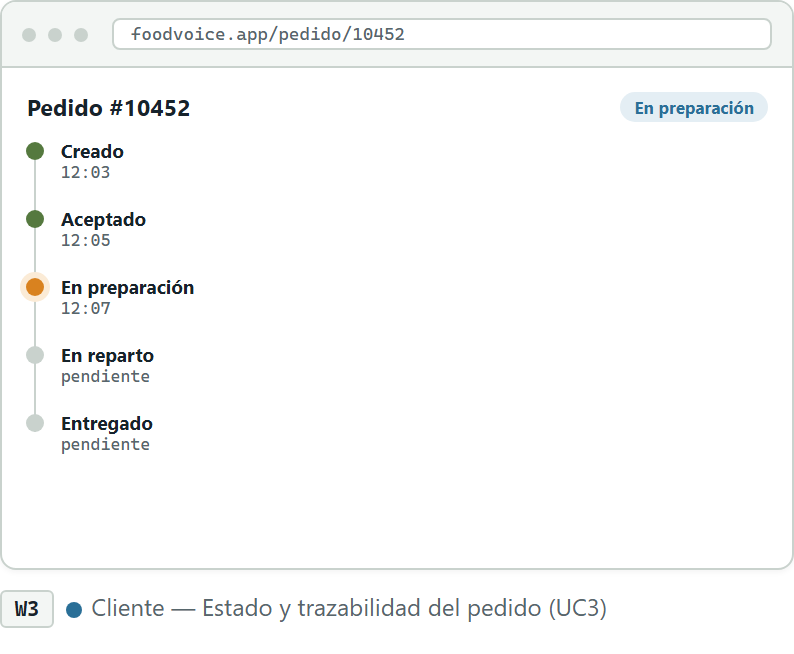 foodvoice.app/pedido/10452
Pedido #10452
En preparación
Creado
12:03
Aceptado
12:05
En preparación
12:07
En reparto
pendiente
Entregado
pendiente
W3 Cliente — Estado y trazabilidad del pedido (UC3)